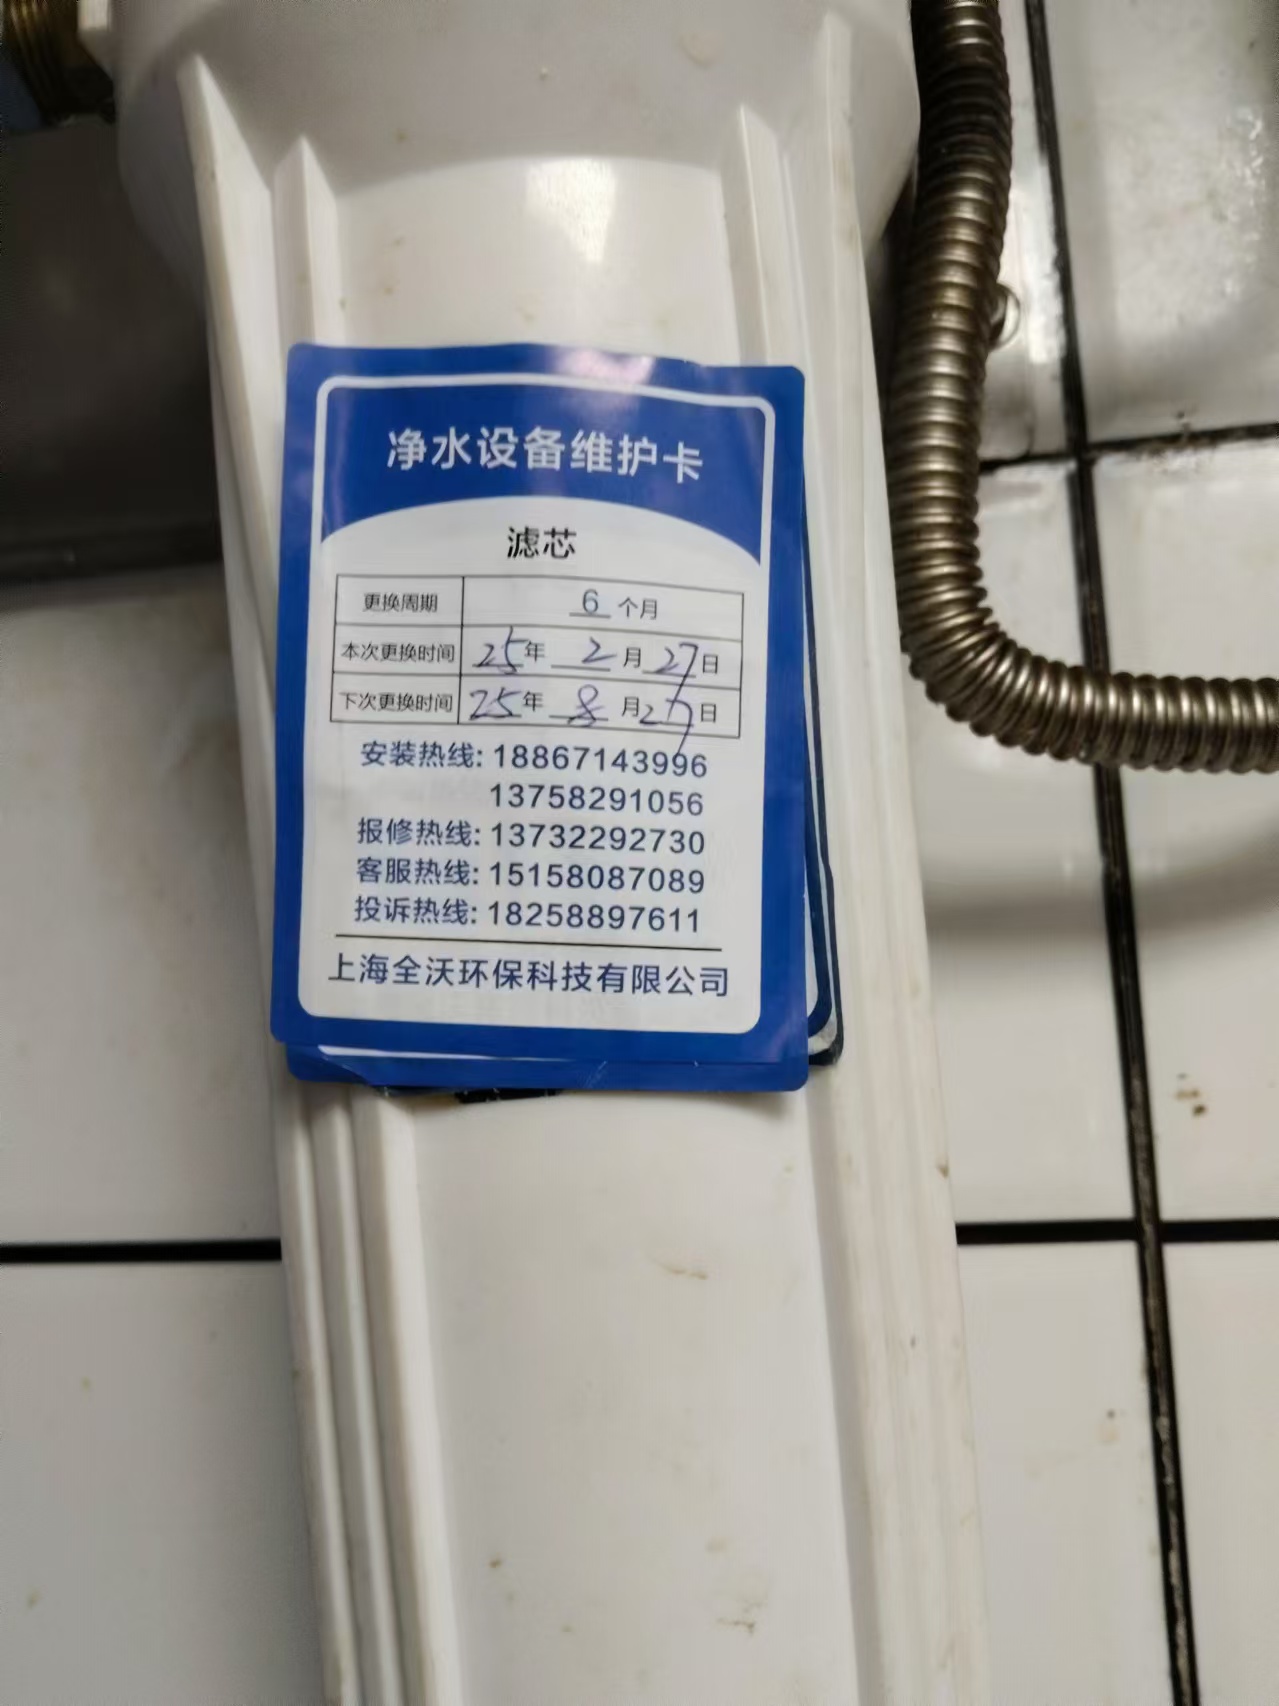 净水设备维护卡
滤芯
更换周期 6 个月
本次更换时间 25年 2月27日
下次更换时间 25年 8月27日
安装热线: 18867143996
13758291056
报修热线: 13732292730
客服热线: 15158087089
投诉热线: 18258897611
上海全沃环保科技有限公司